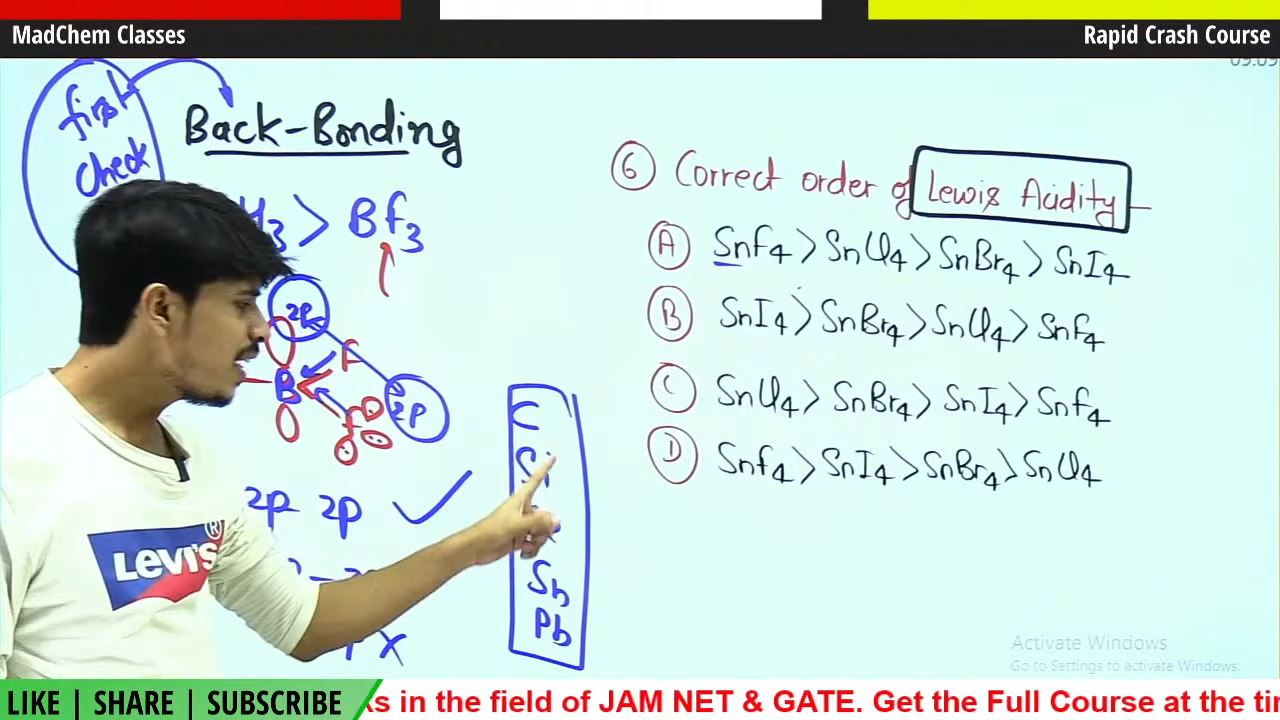 MadChem Classes
Rapid Crash Course
first
check
Back-Bonding
3 > Bf3
2p
F
B
2p
2p 2p ✓
C
Si
Sn
Pb
LEVI'S
⑥ Correct order of Lewis Acidity -
Ⓐ Snf4 > SnCl4 > SnBr4 > SnI4
Ⓑ SnI4 > SnBr4 > SnCl4 > Snf4
Ⓒ SnCl4 > SnBr4 > SnI4 > Snf4
Ⓓ Snf4 > SnI4 > SnBr4 > SnCl4
Activate Windows
Go to Settings to activate Windows.
LIKE | SHARE | SUBSCRIBE
in the field of JAM NET & GATE. Get the Full Course at the